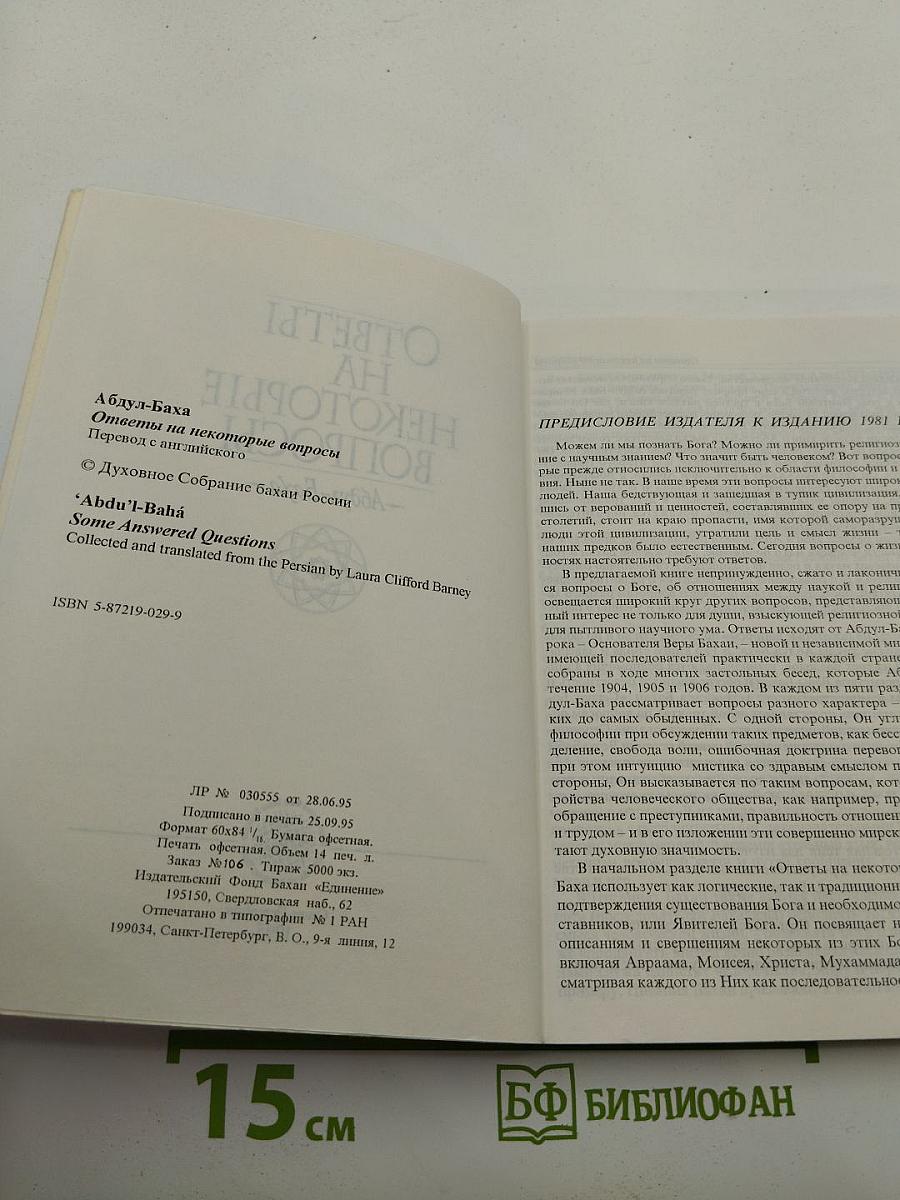 Абдул-Баха
Ответы на некоторые вопросы
Перевод с английского
© Духовное Собрание бахаи России
‘Abdu’l-Bahá
Some Answered Questions
Collected and translated from the Persian by Laura Clifford Barney
ISBN 5-87219-029-9
ЛР № 030555 от 28.06.95
Подписано в печать 25.09.95
Формат 60x84 1/16 Бумага офсетная.
Печать офсетная. Объем 14 печ. л.
Заказ №106 . Тираж 5000 экз.
Издательский Фонд Бахаи «Единение»
195150, Свердловская наб., 62
Отпечатано в типографии № 1 РАН
199034, Санкт-Петербург, В. О., 9-я линия, 12
ОТВЕТЫ
НА
НЕКОТОРЫЕ
ВОПРОСЫ
ПРЕДИСЛОВИЕ ИЗДАТЕЛЯ К ИЗДАНИЮ 1981
Можем ли мы познать Бога? Можно ли примирить религиоз
ние с научным знанием? Что значит быть человеком? Вот вопрос
рые прежде относились исключительно к области философии и
вия. Ныне не так. В наше время эти вопросы интересуют широк
людей. Наша бедствующая и зашедшая в тупик цивилизация,
шись от верований и ценностей, составлявших ее опору на пр
столетий, стоит на краю пропасти, имя которой саморазруш
люди этой цивилизации, утратили цель и смысл жизни –
наших предков было естественным. Сегодня вопросы о жиз
ностях настоятельно требуют ответов.
В предлагаемой книге непринужденно, сжато и лаконичн
ся вопросы о Боге, об отношениях между наукой и религ
освещается широкий круг других вопросов, представляющ
ный интерес не только для души, взыскующей религиозной
для пытливого научного ума. Ответы исходят от Абдул-Ба
рока – Основателя Веры Бахаи, – новой и независимой ми
имеющей последователей практически в каждой стране
собраны в ходе многих застольных бесед, которые Аб
течение 1904, 1905 и 1906 годов. В каждом из пяти разд
дул-Баха рассматривает вопросы разного характера –
ких до самых обыденных. С одной стороны, Он угл
философии при обсуждении таких предметов, как бесс
деление, свобода воли, ошибочная доктрина перевоп
при этом интуицию мистика со здравым смыслом п
стороны, Он высказывается по таким вопросам, кот
ройства человеческого общества, как например, пр
обращение с преступниками, правильность отношен
и трудом – и в его изложении эти совершенно мирск
тают духовную значимость.
В начальном разделе книги «Ответы на некото
Баха использует как логические, так и традиционн
подтверждения существования Бога и необходимо
ставников, или Явителей Бога. Он посвящает н
описаниям и свершениям некоторых из этих Бо
включая Авраама, Моисея, Христа, Мухаммада
сматривая каждого из Них как последовательно
15 см
БФ БИБЛИОФАН